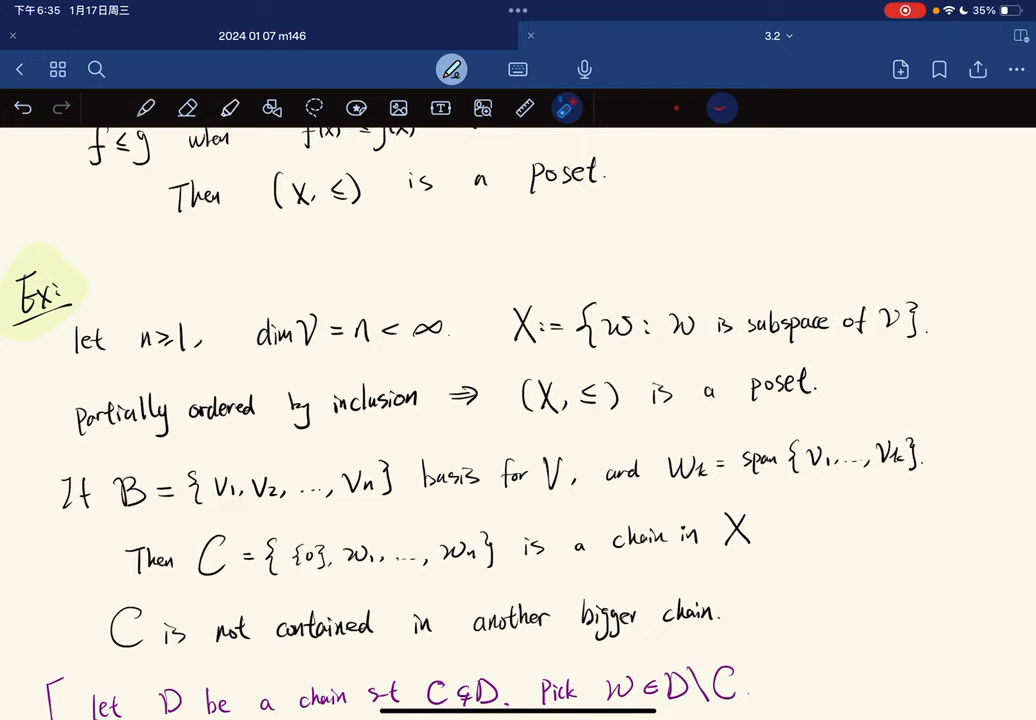 下午6:35 1月17日周三
35%
2024 01 07 m146
3.2
f ≤ g when
Then (X, ≤) is a poset.
Ex:
let n≥1, dim V = n < ∞. X := {W : W is subspace of V}.
partially ordered by inclusion ⇒ (X, ≤) is a poset.
If B = {v1, v2, ..., vn} basis for V, and Wk = span {v1, ..., vk}.
Then C = { {0}, W1, ..., Wn} is a chain in X
C is not contained in another bigger chain.
[ let D be a chain st C ⊊ D. Pick W ∈ D\C.